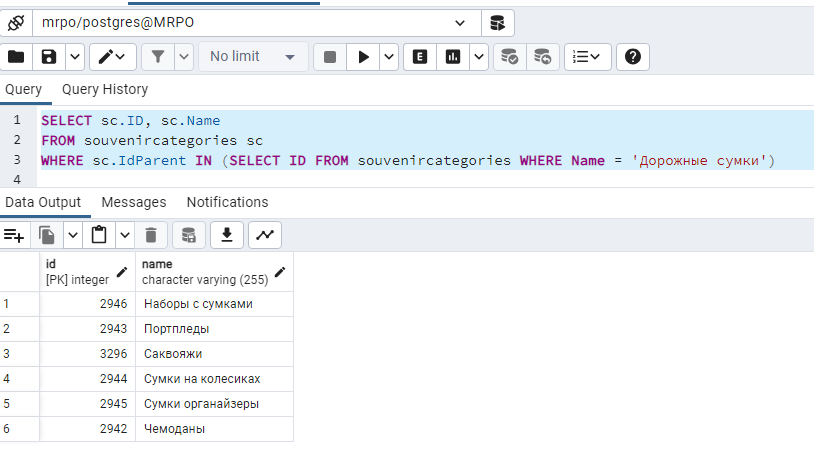 mrpo/postgres@MRPO
No limit
Query Query History
1 SELECT sc.ID, sc.Name
2 FROM souvenircategories sc
3 WHERE sc.IdParent IN (SELECT ID FROM souvenircategories WHERE Name = 'Дорожные сумки')
4
Data Output Messages Notifications
id name
[PK] integer character varying (255)
1 2946 Наборы с сумками
2 2943 Портпледы
3 3296 Саквояжи
4 2944 Сумки на колесиках
5 2945 Сумки органайзеры
6 2942 Чемоданы